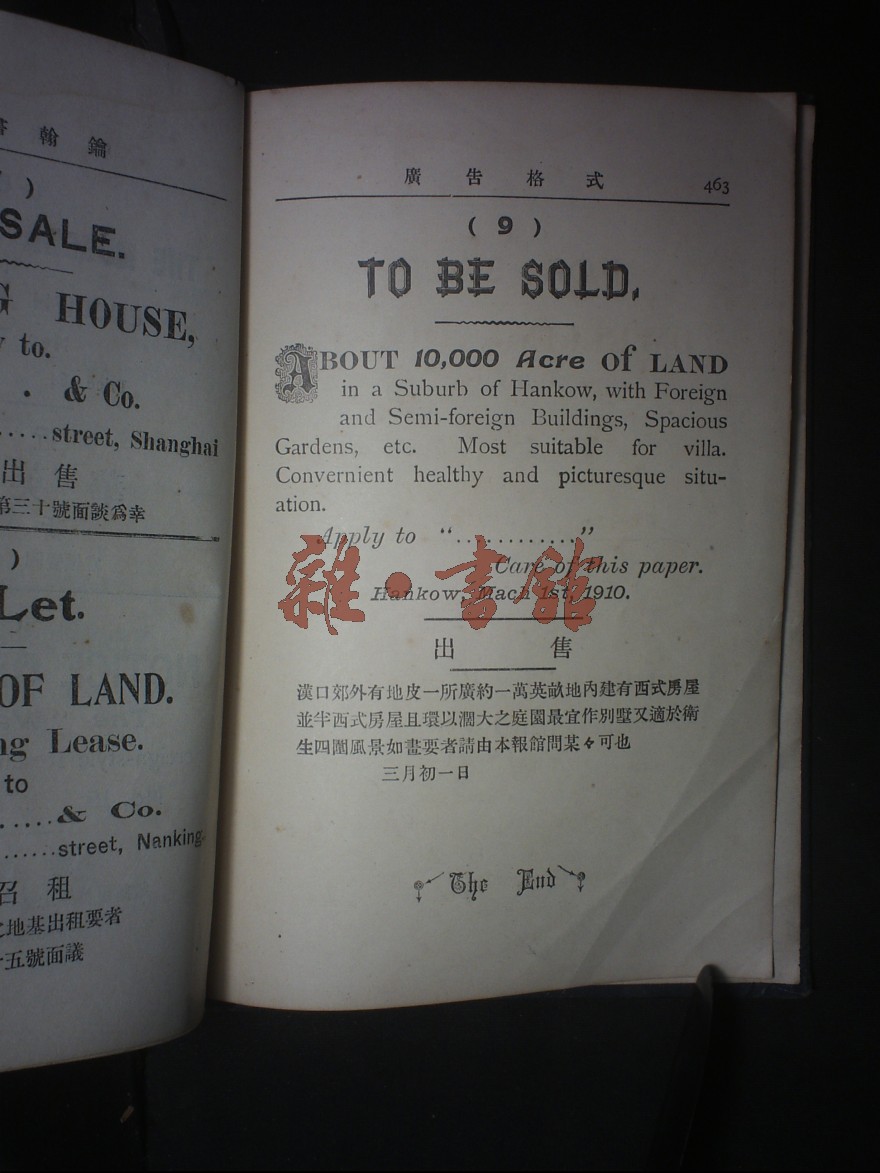 翰 鑰
)
SALE.
G HOUSE,
y to.
. & Co.
.....street, Shanghai
出 售
第三十號面談爲幸
)
Let.
OF LAND.
ng Lease.
to
.....& Co.
......street, Nanking.
召 租
之地基出租要者
十五號面議
廣 告 格 式 463
( 9 )
TO BE SOLD,
ABOUT 10,000 Acre of LAND
in a Suburb of Hankow, with Foreign
and Semi-foreign Buildings, Spacious
Gardens, etc. Most suitable for villa.
Convernient healthy and picturesque situ-
ation.
Apply to "............"
Care of this paper.
Hankow, Mach 1st, 1910.
雜·書館
出 售
漢口郊外有地皮一所廣約一萬英畝地內建有西式房屋
並半西式房屋且環以濶大之庭園最宜作別墅又適於衛
生四圍風景如畫要者請由本報館問某々可也
三月初一日
The End